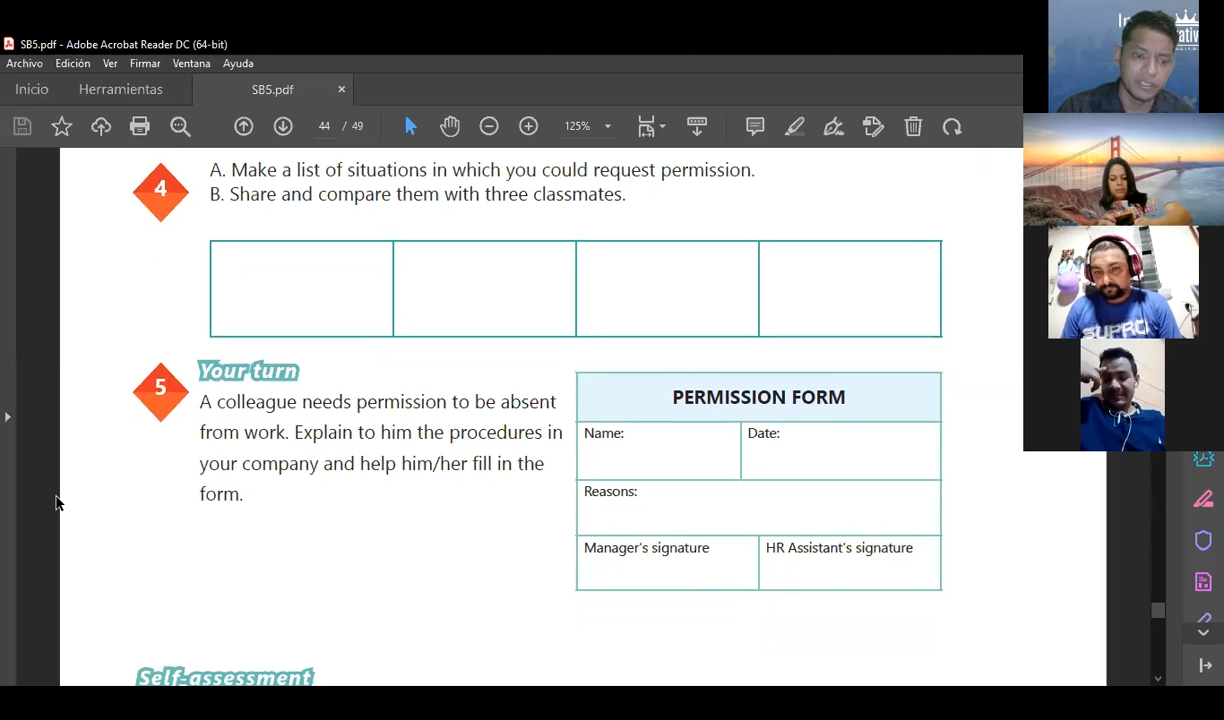 SB5.pdf - Adobe Acrobat Reader DC (64-bit)
Archivo Edición Ver Firmar Ventana Ayuda
Inicio Herramientas SB5.pdf ×
44 / 49 125%
4
A. Make a list of situations in which you could request permission.
B. Share and compare them with three classmates.
5
Your turn
A colleague needs permission to be absent
from work. Explain to him the procedures in
your company and help him/her fill in the
form.
PERMISSION FORM
Name: Date:
Reasons:
Manager's signature HR Assistant's signature
Self-assessment